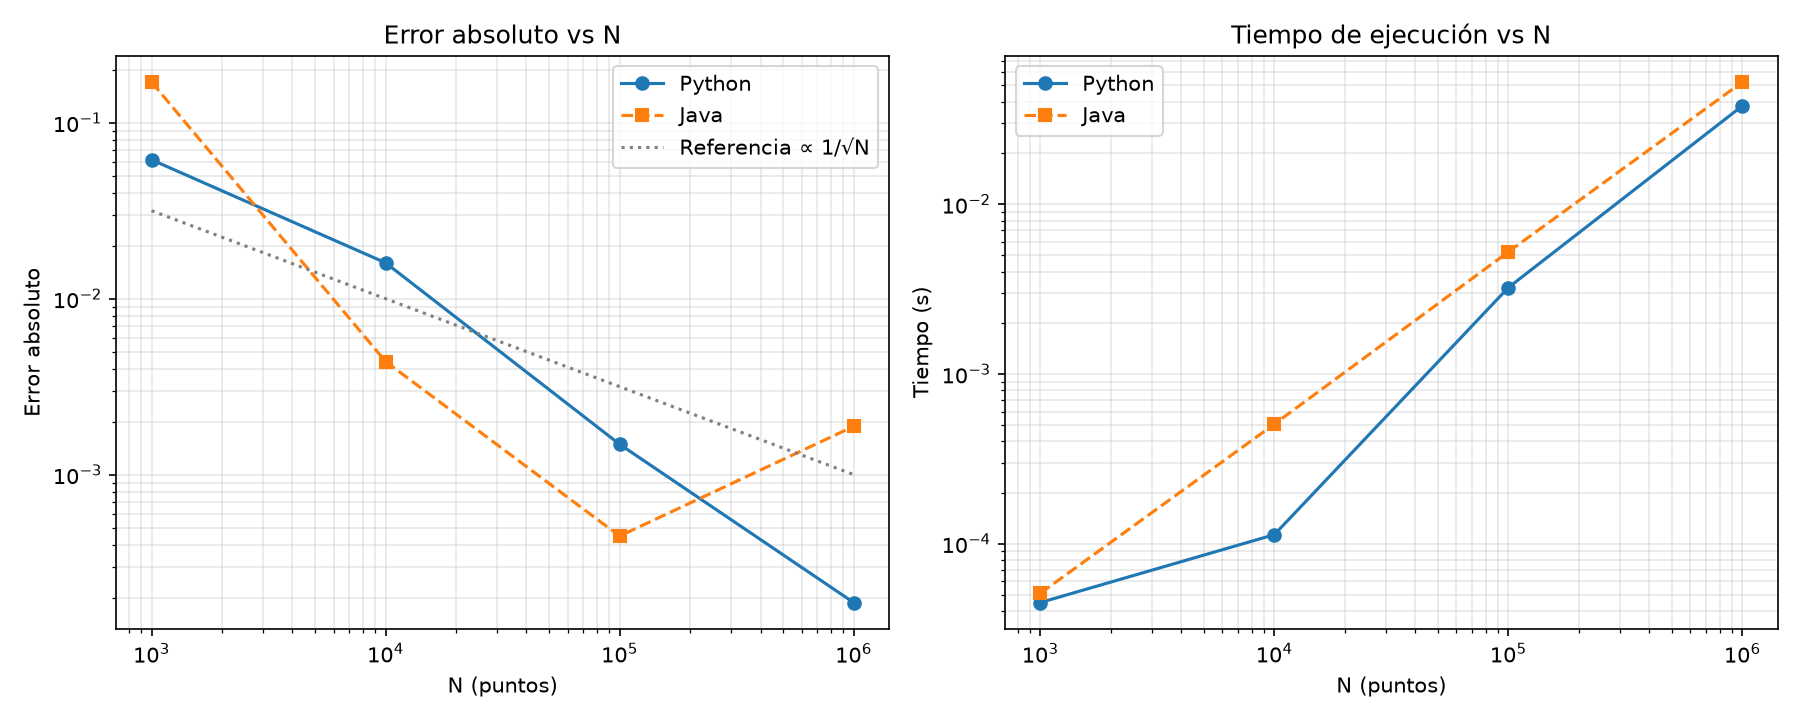 Error absoluto vs N
Python
Java
Referencia ∝ 1/√N
10⁻¹
10⁻²
10⁻³
Error absoluto
10³
10⁴
10⁵
10⁶
N (puntos)
Tiempo de ejecución vs N
Python
Java
10⁻²
10⁻³
10⁻⁴
Tiempo (s)
10³
10⁴
10⁵
10⁶
N (puntos)